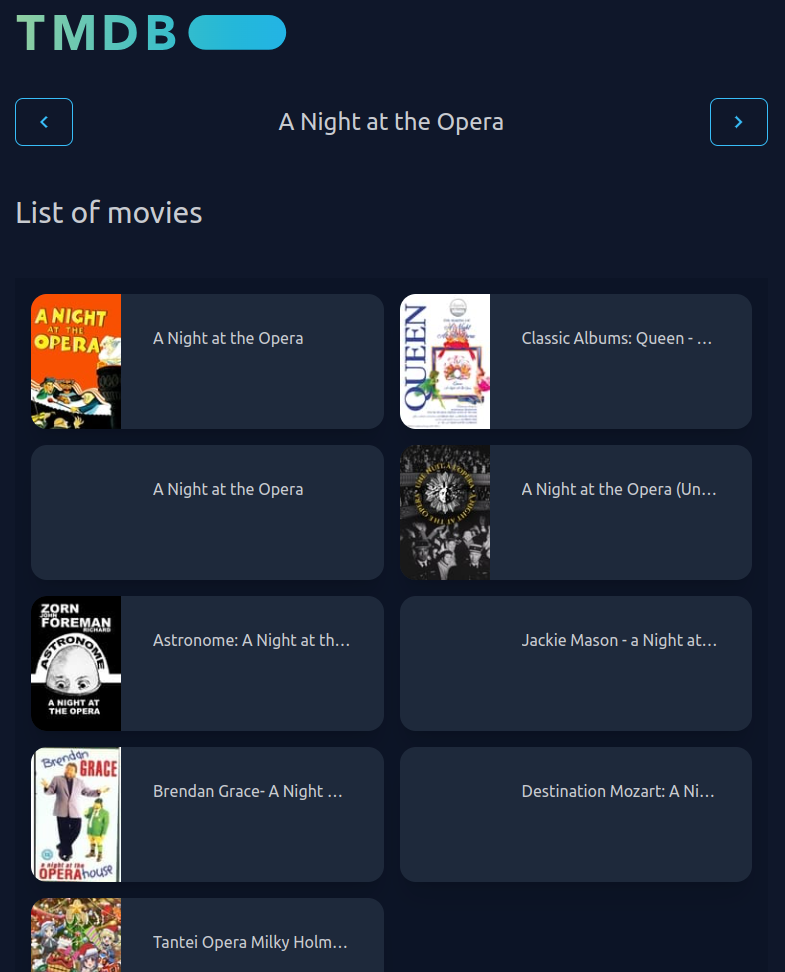 TMDB
A Night at the Opera
List of movies
A NIGHT
AT THE
OPERA
A Night at the Opera
QUEEN
Classic Albums: Queen - ...
A Night at the Opera
A Night at the Opera (Un...
ZORN
JOHN
FOREMAN
RICHARD
ASTRONOME
A NIGHT AT
THE OPERA
Astronome: A Night at th...
Jackie Mason - a Night at...
Brendan
GRACE
a night at the
OPERA house
Brendan Grace- A Night ...
Destination Mozart: A Ni...
Tantei Opera Milky Holm...